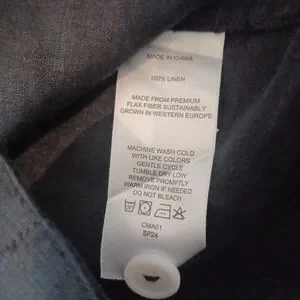 MADE IN CHINA
100% LINEN
MADE FROM PREMIUM
FLAX FIBER SUSTAINABLY
GROWN IN WESTERN EUROPE
MACHINE WASH COLD
WITH LIKE COLORS
GENTLE CYCLE
TUMBLE DRY LOW
REMOVE PROMPTLY
WARM IRON IF NEEDED
DO NOT BLEACH
CMA01
SP24